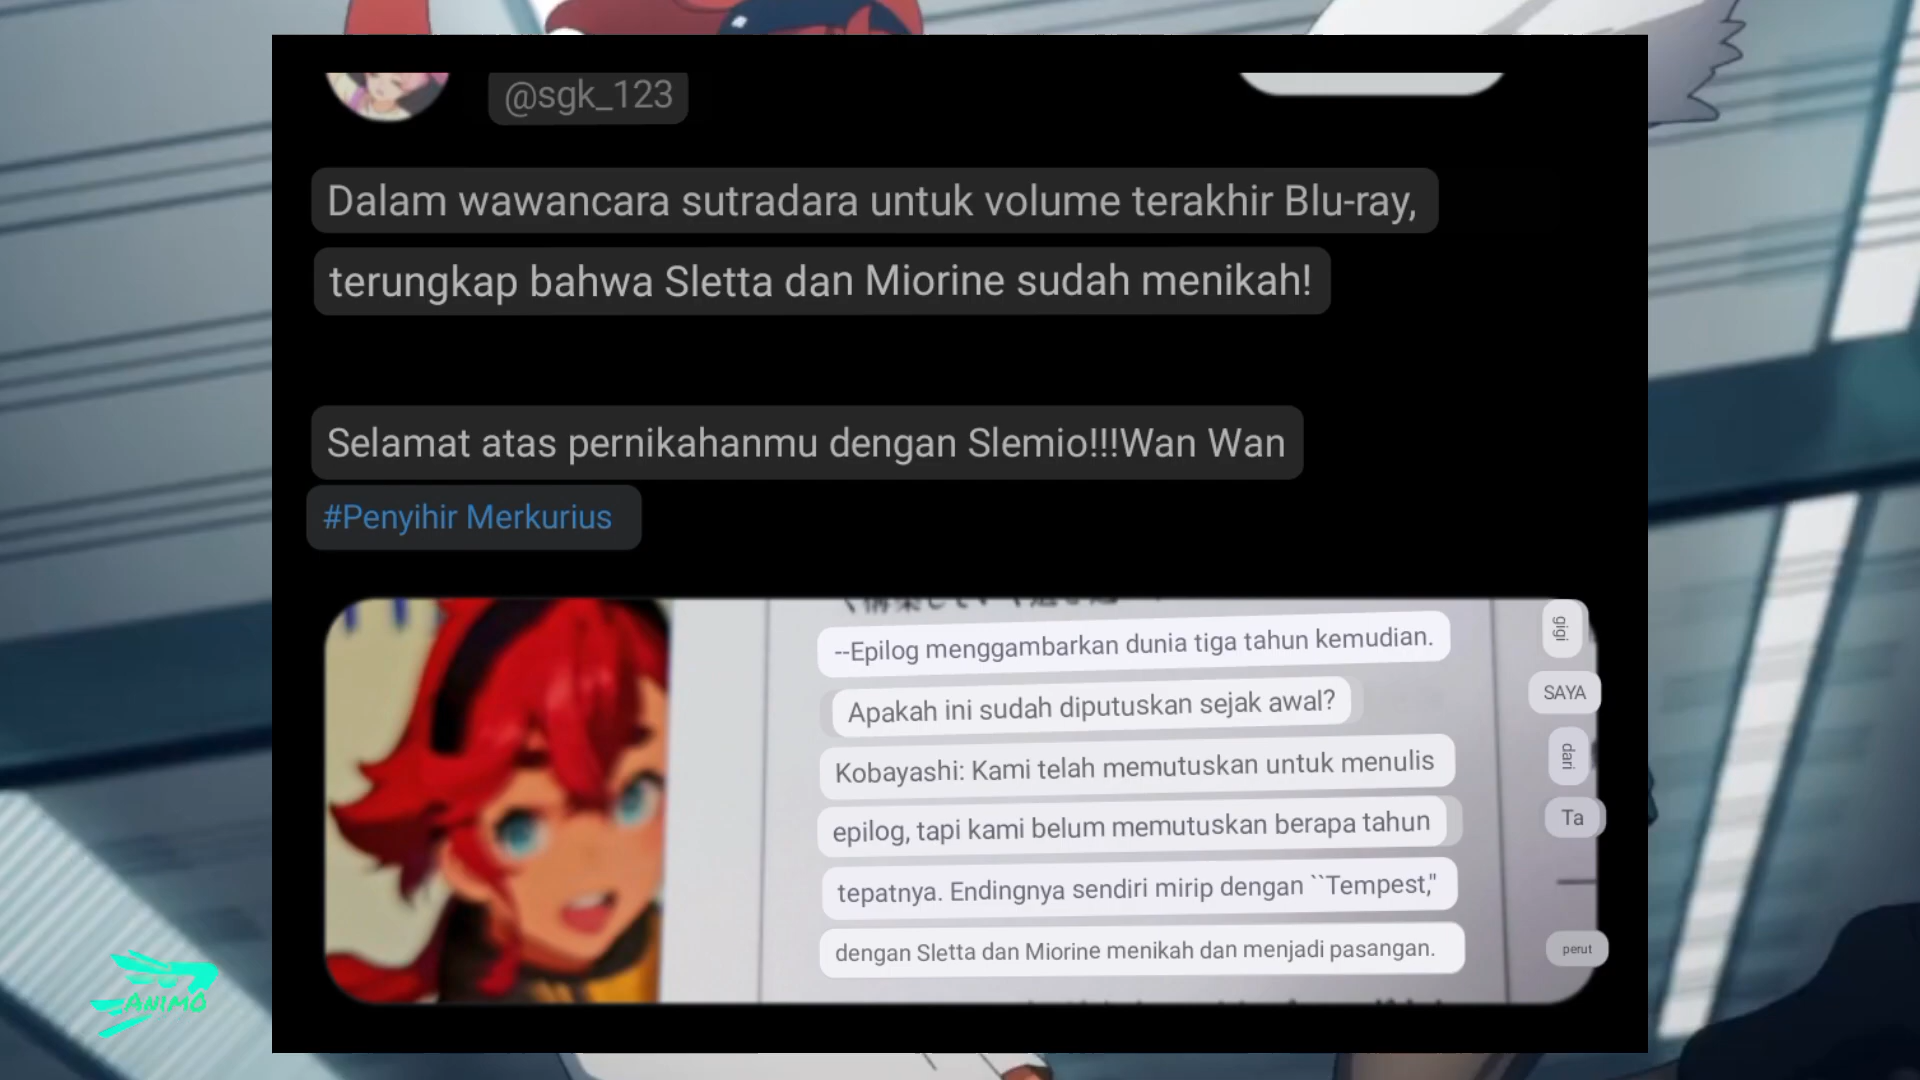 @sgk_123
Dalam wawancara sutradara untuk volume terakhir Blu-ray,
terungkap bahwa Sletta dan Miorine sudah menikah!
Selamat atas pernikahanmu dengan Slemio!!!Wan Wan
#Penyihir Merkurius
--Epilog menggambarkan dunia tiga tahun kemudian.
Apakah ini sudah diputuskan sejak awal?
Kobayashi: Kami telah memutuskan untuk menulis
epilog, tapi kami belum memutuskan berapa tahun
tepatnya. Endingnya sendiri mirip dengan ``Tempest,"
dengan Sletta dan Miorine menikah dan menjadi pasangan.
gigi
SAYA
dari
Ta
perut
ANIMO